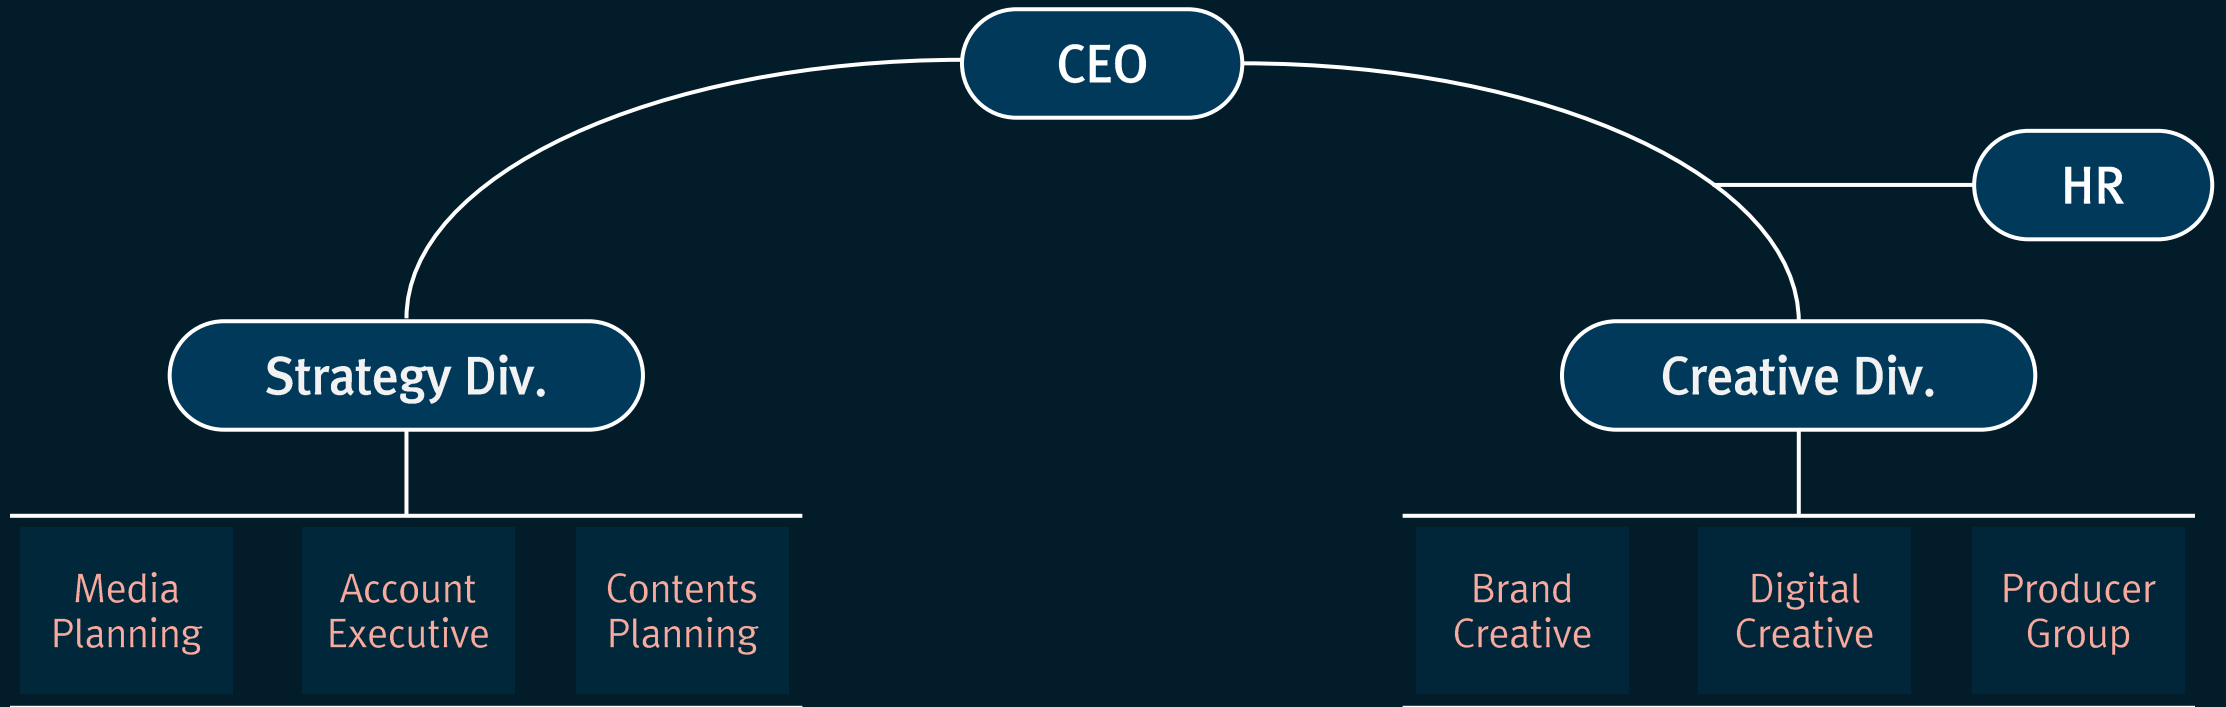 CEO
HR
Strategy Div.
Creative Div.
Media
Planning
Account
Executive
Contents
Planning
Brand
Creative
Digital
Creative
Producer
Group